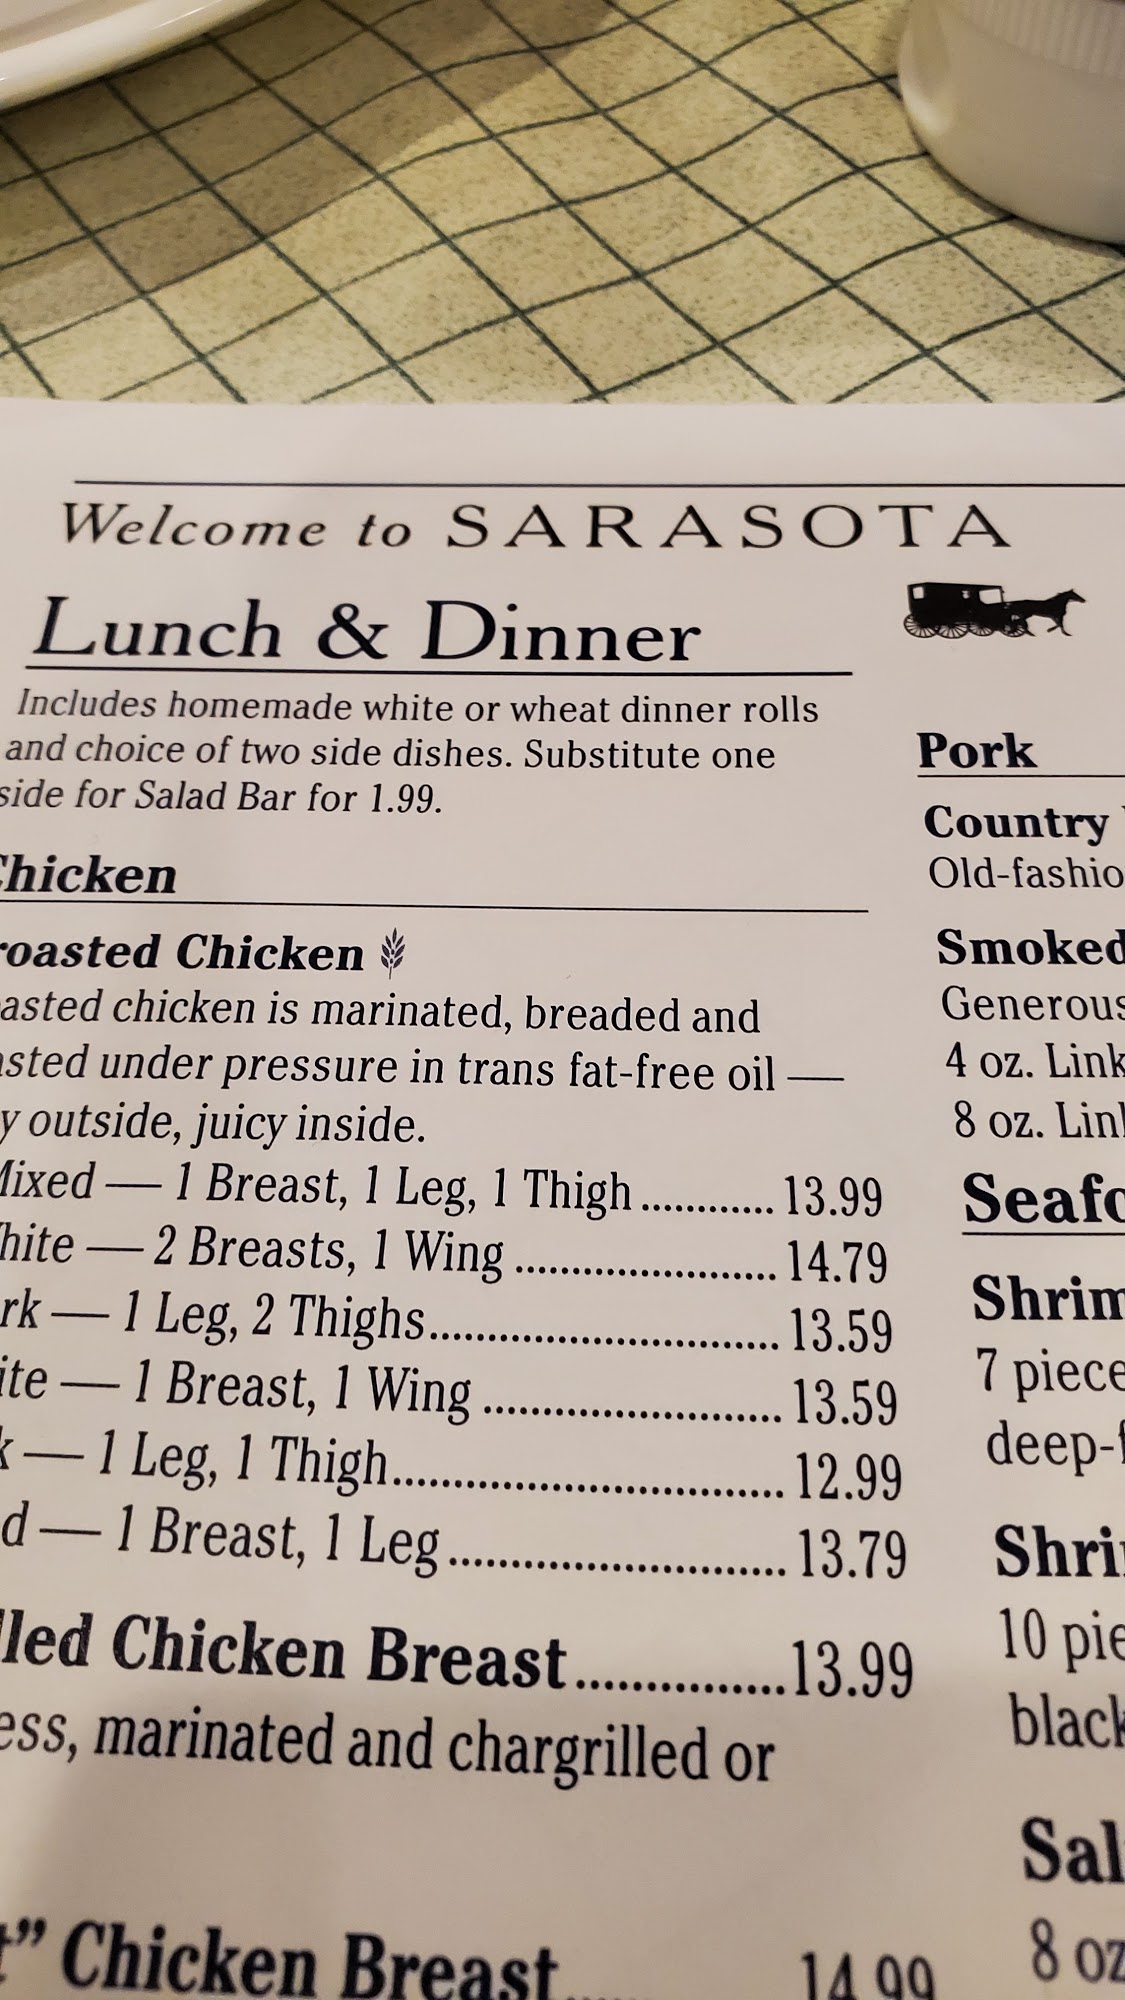 Welcome to SARASOTA
Lunch & Dinner
Includes homemade white or wheat dinner rolls
and choice of two side dishes. Substitute one
side for Salad Bar for 1.99.
Chicken
roasted Chicken
asted chicken is marinated, breaded and
asted under pressure in trans fat-free oil —
y outside, juicy inside.
Mixed — 1 Breast, 1 Leg, 1 Thigh............ 13.99
hite — 2 Breasts, 1 Wing ........................ 14.79
rk — 1 Leg, 2 Thighs................................ 13.59
ite — 1 Breast, 1 Wing ........................... 13.59
k — 1 Leg, 1 Thigh................................... 12.99
d — 1 Breast, 1 Leg............................... 13.79
lled Chicken Breast...............13.99
ess, marinated and chargrilled or
t” Chicken Breast..... 14.99
Pork
Country
Old-fashio
Smoked
Generous
4 oz. Link
8 oz. Lin
Seafo
Shrim
7 piece
deep-f
Shri
10 pie
black
Sal
8 oz